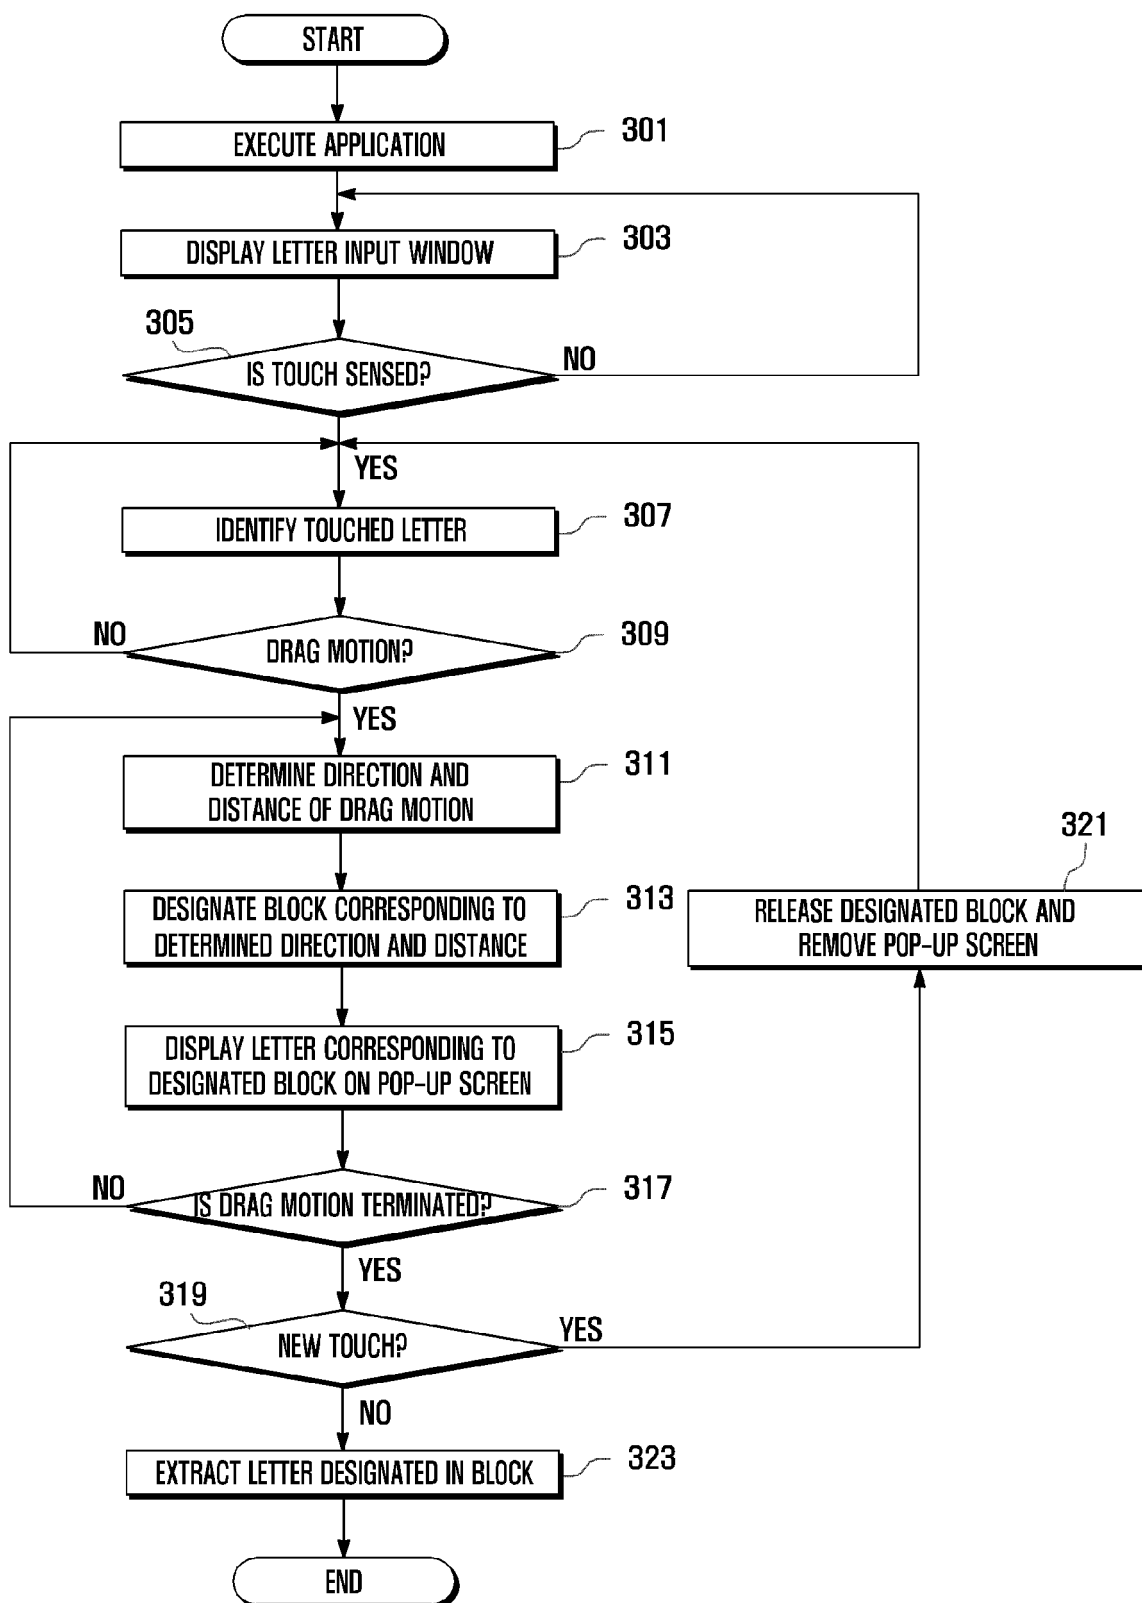 START
EXECUTE APPLICATION
301
DISPLAY LETTER INPUT WINDOW
303
305
IS TOUCH SENSED?
NO
YES
IDENTIFY TOUCHED LETTER
307
NO
DRAG MOTION?
309
YES
DETERMINE DIRECTION AND
DISTANCE OF DRAG MOTION
311
DESIGNATE BLOCK CORRESPONDING TO
DETERMINED DIRECTION AND DISTANCE
313
321
RELEASE DESIGNATED BLOCK AND
REMOVE POP-UP SCREEN
DISPLAY LETTER CORRESPONDING TO
DESIGNATED BLOCK ON POP-UP SCREEN
315
NO
IS DRAG MOTION TERMINATED?
317
YES
319
NEW TOUCH?
YES
NO
EXTRACT LETTER DESIGNATED IN BLOCK
323
END